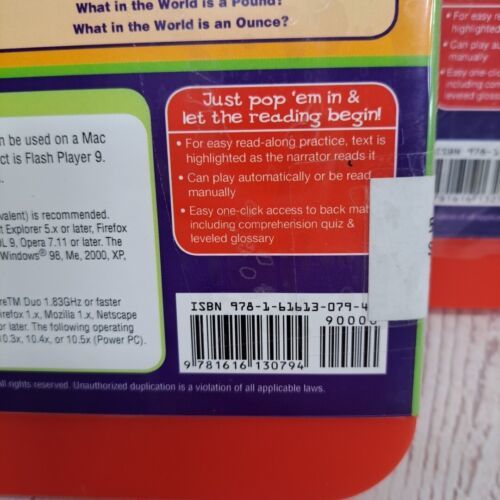 What in the World is a Pound?
What in the World is an Ounce?
be used on a Mac
is Flash Player 9.
is recommended.
Explorer 5.x or later, Firefox
9, Opera 7.11 or later. The
Windows® 98, Me, 2000, XP,
Duo 1.83GHz or faster
1.x, Mozilla 1.x, Netscape
or later. The following operating
10.3x, 10.4x, or 10.5x (Power PC).
All rights reserved. Unauthorized duplication is a violation of all applicable laws.
Just pop 'em in &
let the reading begin!
• For easy read-along practice, text is
highlighted as the narrator reads it
• Can play automatically or be read
manually
• Easy one-click access to back
including comprehension quiz &
leveled glossary
ISBN 978-1-61613-079-4
90000
9 781616 130794
• For easy
highlighted
• Can play
manually
• Easy one-
including
leveled
ISBN 978-1